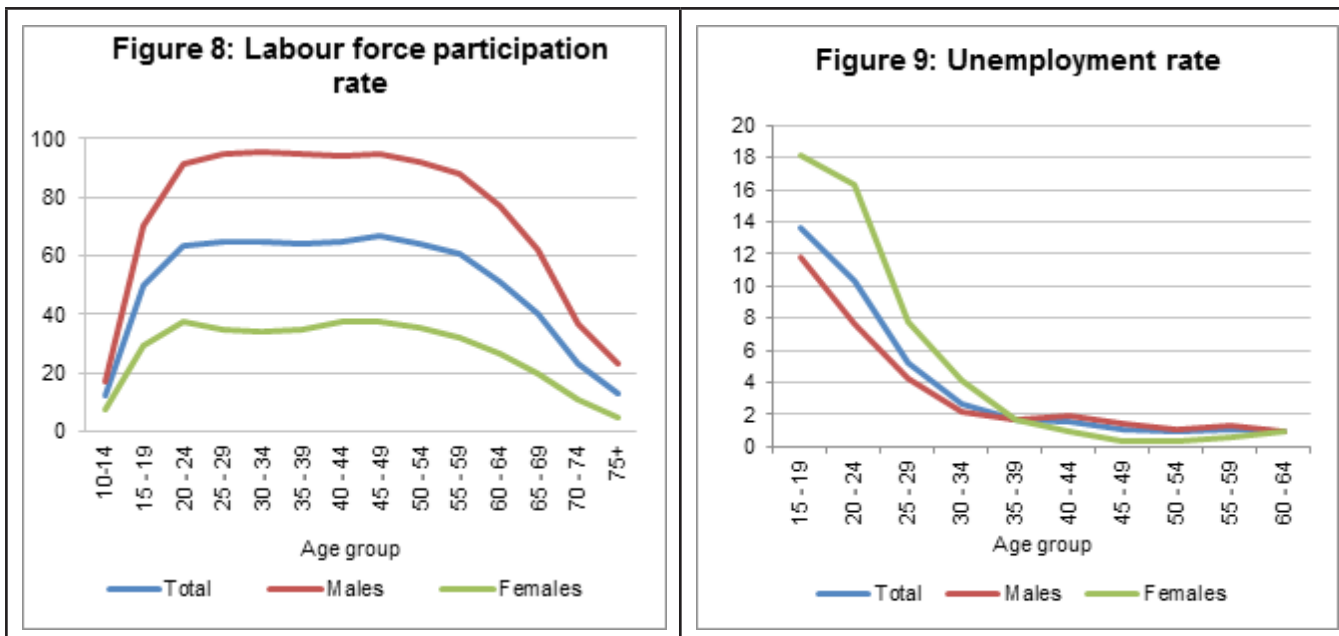 Figure 8: Labour force participation
rate
100
80
60
40
20
0
10-14
15 - 19
20 - 24
25 - 29
30 - 34
35 - 39
40 - 44
45 - 49
50 - 54
55 - 59
60 - 64
65 - 69
70 - 74
75+
Age group
Total
Males
Females
Figure 9: Unemployment rate
20
18
16
14
12
10
8
6
4
2
0
15 - 19
20 - 24
25 - 29
30 - 34
35 - 39
40 - 44
45 - 49
50 - 54
55 - 59
60 - 64
Age group
Total
Males
Females